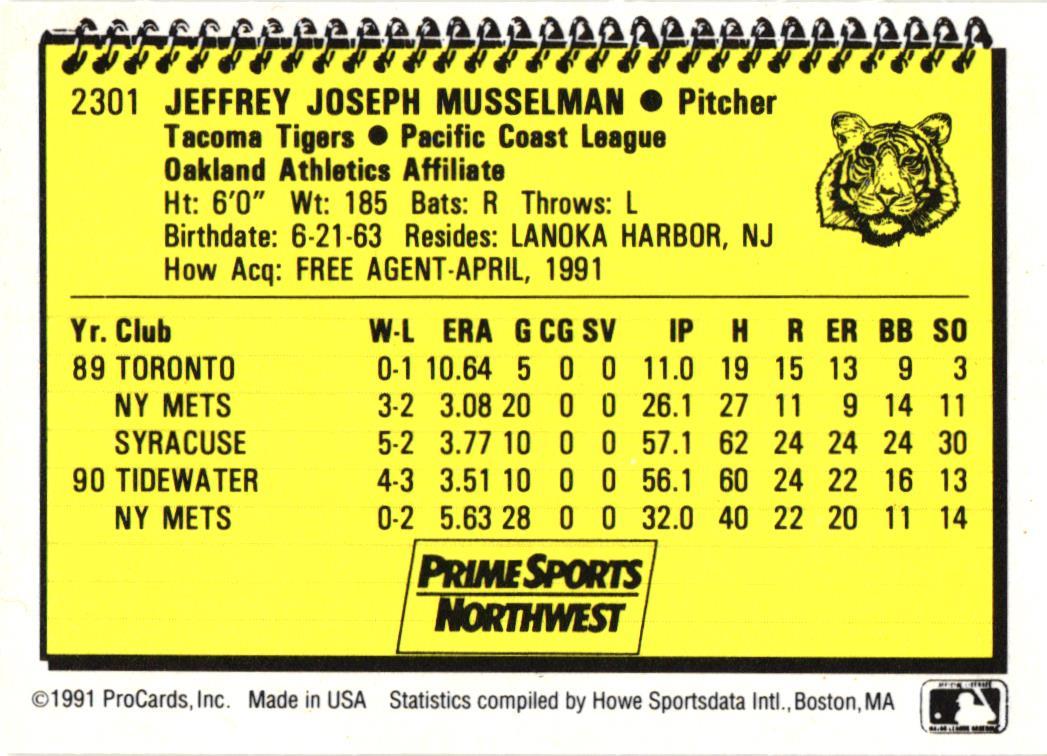 2301 JEFFREY JOSEPH MUSSELMAN ● Pitcher
Tacoma Tigers ● Pacific Coast League
Oakland Athletics Affiliate
Ht: 6'0" Wt: 185 Bats: R Throws: L
Birthdate: 6-21-63 Resides: LANOKA HARBOR, NJ
How Acq: FREE AGENT-APRIL, 1991
Yr. Club W-L ERA G CG SV IP H R ER BB SO
89 TORONTO 0-1 10.64 5 0 0 11.0 19 15 13 9 3
NY METS 3-2 3.08 20 0 0 26.1 27 11 9 14 11
SYRACUSE 5-2 3.77 10 0 0 57.1 62 24 24 24 30
90 TIDEWATER 4-3 3.51 10 0 0 56.1 60 24 22 16 13
NY METS 0-2 5.63 28 0 0 32.0 40 22 20 11 14
PRIME SPORTS
NORTHWEST
©1991 ProCards, Inc. Made in USA Statistics compiled by Howe Sportsdata Intl., Boston, MA